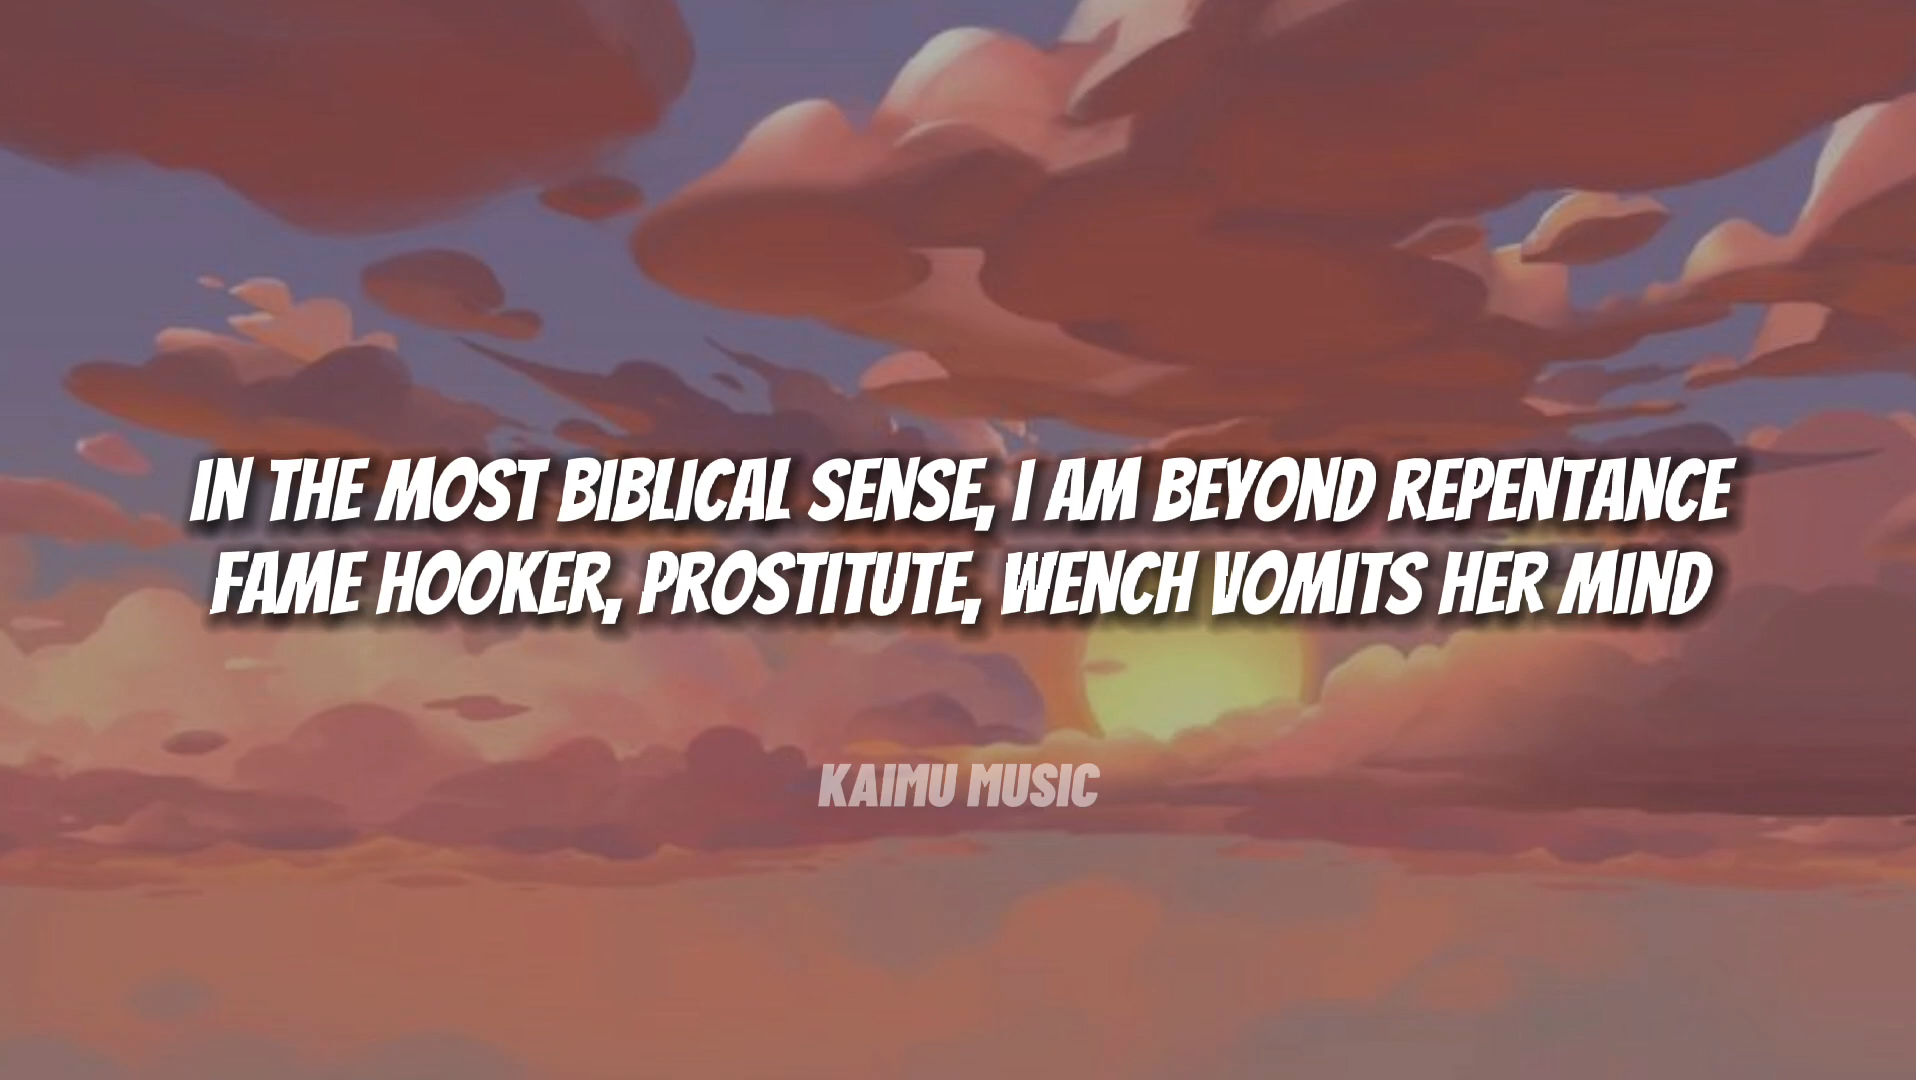 IN THE MOST BIBLICAL SENSE, I AM BEYOND REPENTANCE
FAME HOOKER, PROSTITUTE, WENCH VOMITS HER MIND
KAIMU MUSIC